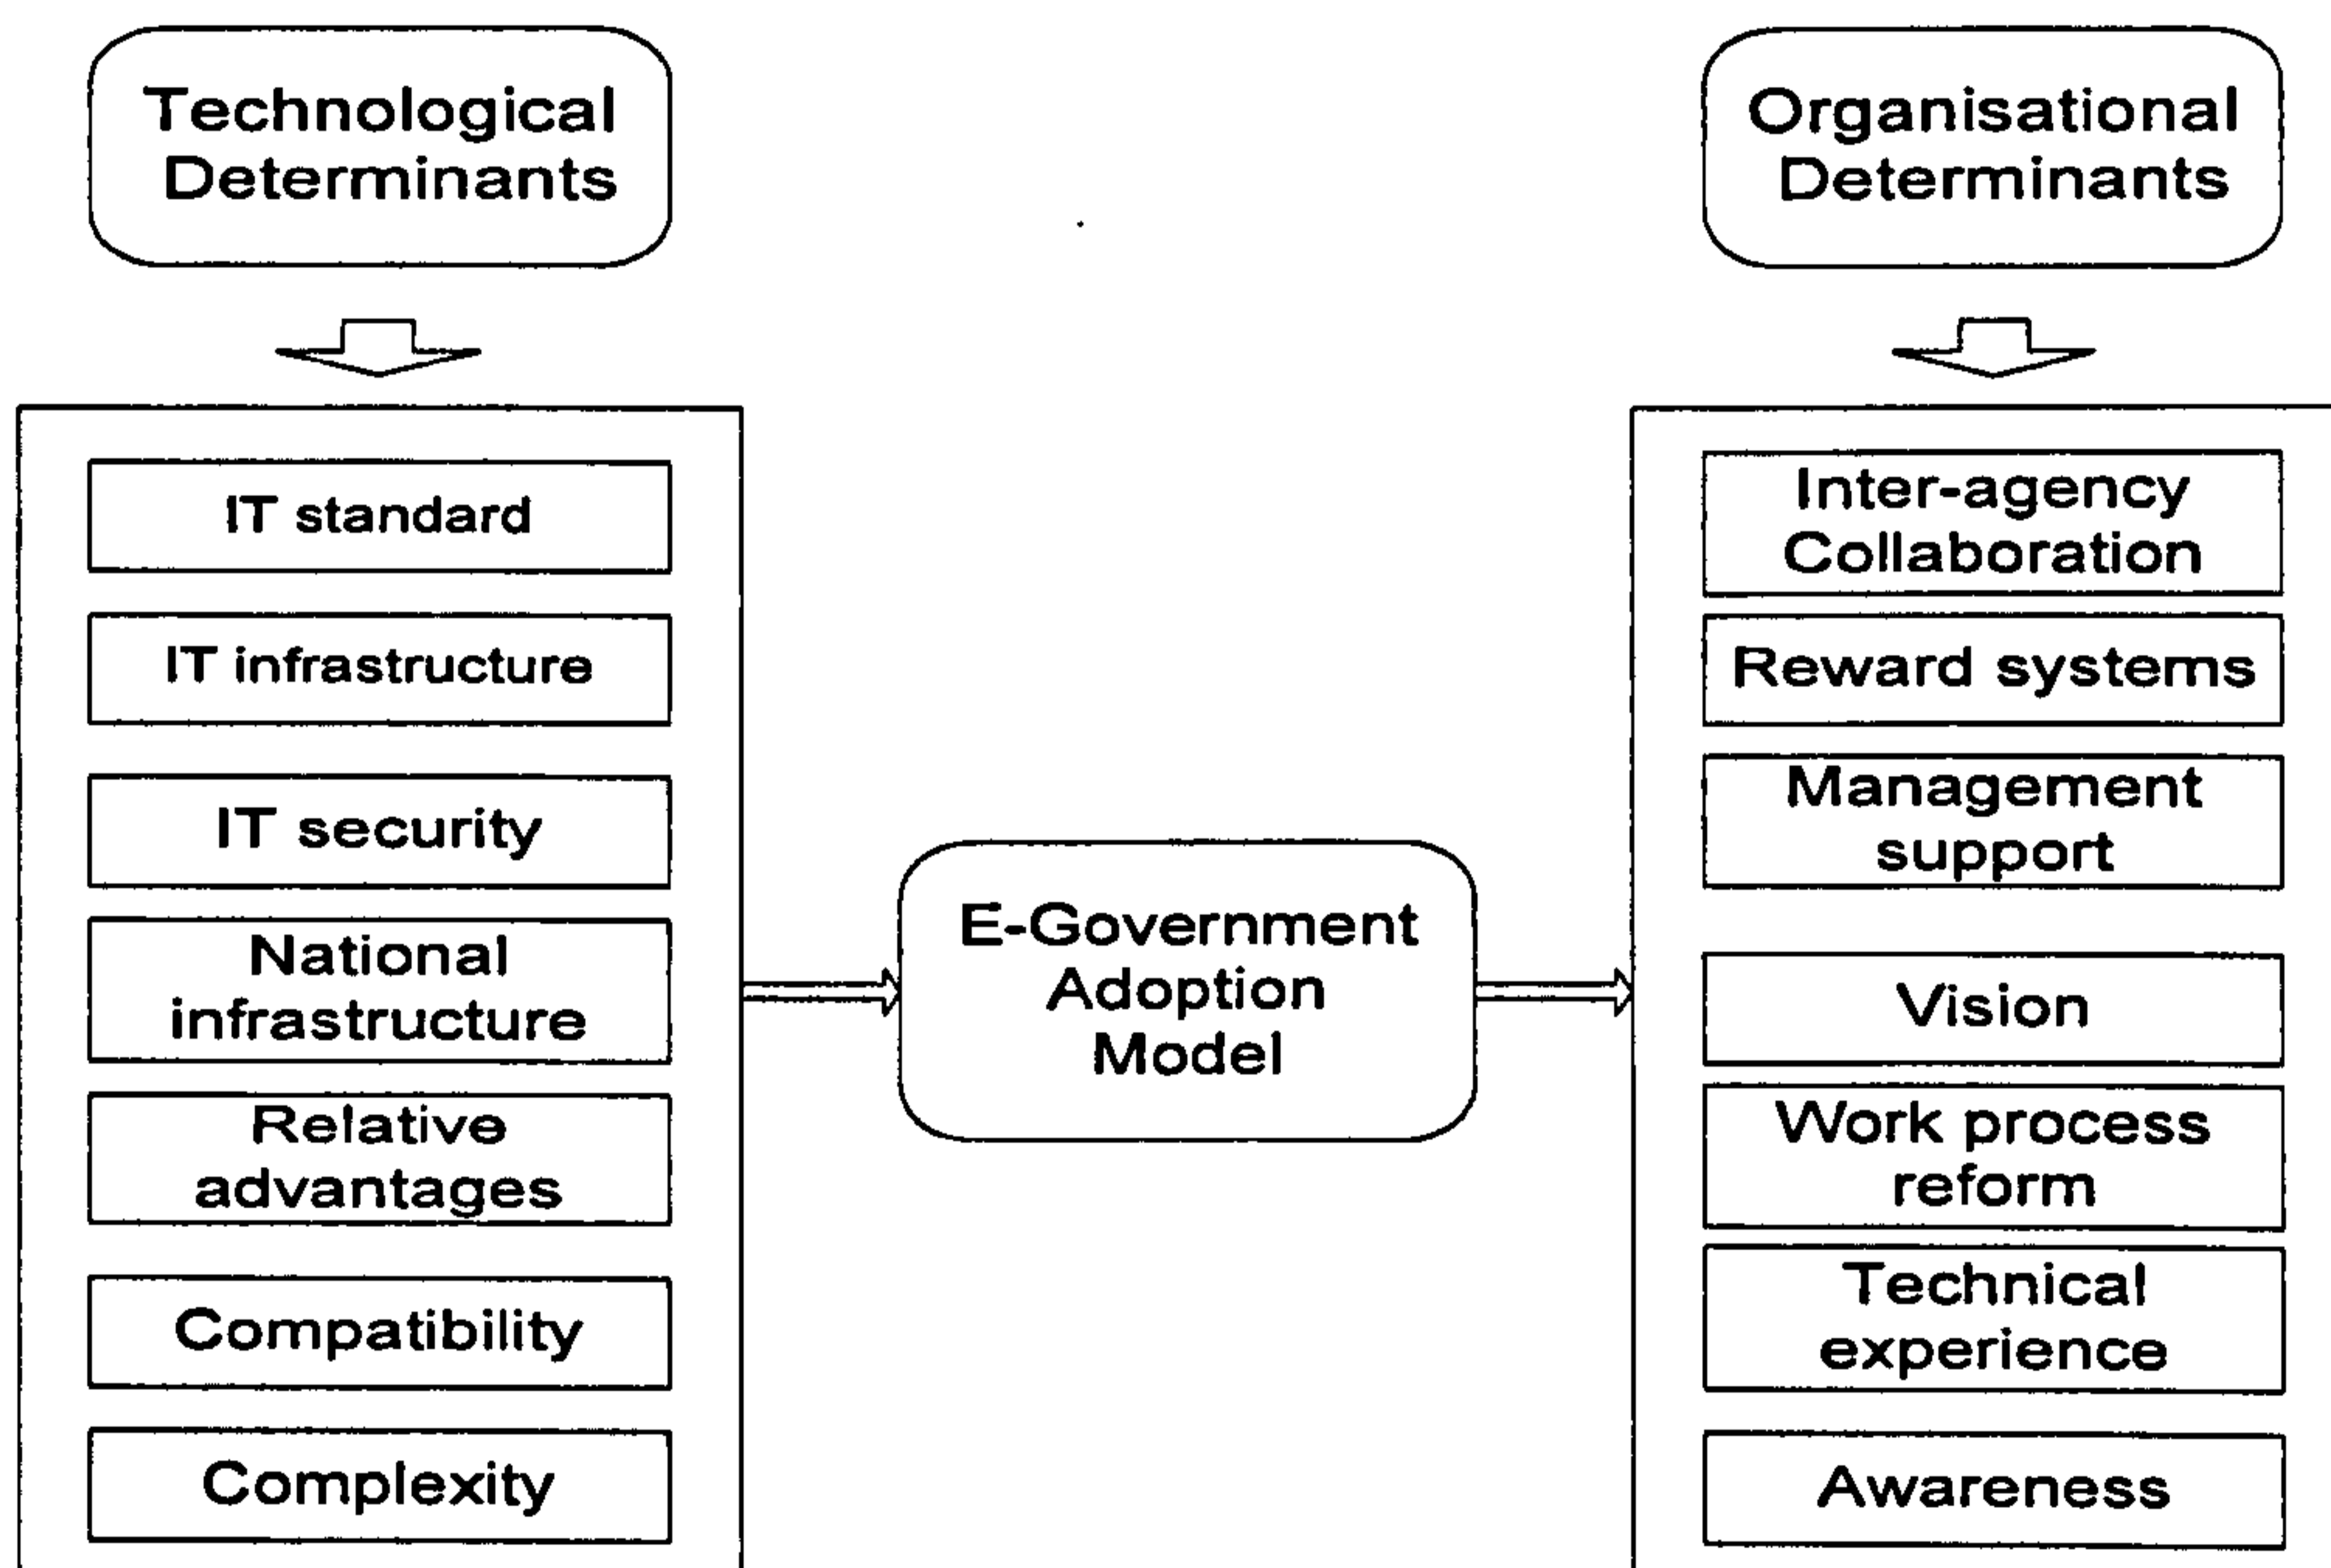 Technological
Determinants
IT standard
IT infrastructure
IT security
National
infrastructure
Relative
advantages
Compatibility
Complexity
E-Government
Adoption
Model
Organisational
Determinants
Inter-agency
Collaboration
Reward systems
Management
support
Vision
Work process
reform
Technical
experience
Awareness